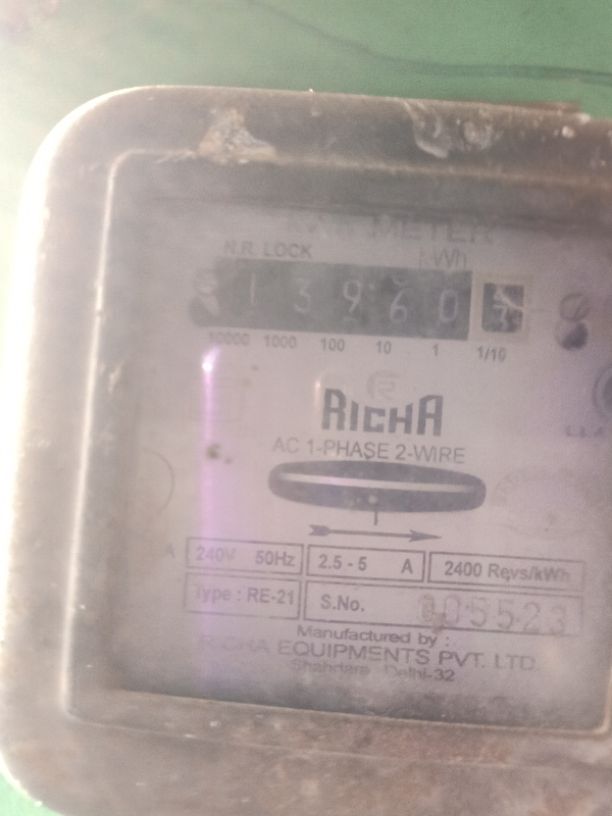 METER
N.R. LOCK kWh
1 3 9 6 0
10000 1000 100 10 1 1/10
RICHA
AC 1-PHASE 2-WIRE
240V 50Hz 2.5 - 5 A 2400 Revs/kWh
Type : RE-21 S.No. 005523
Manufactured by :
RICHA EQUIPMENTS PVT. LTD.
Shahdara Delhi-32